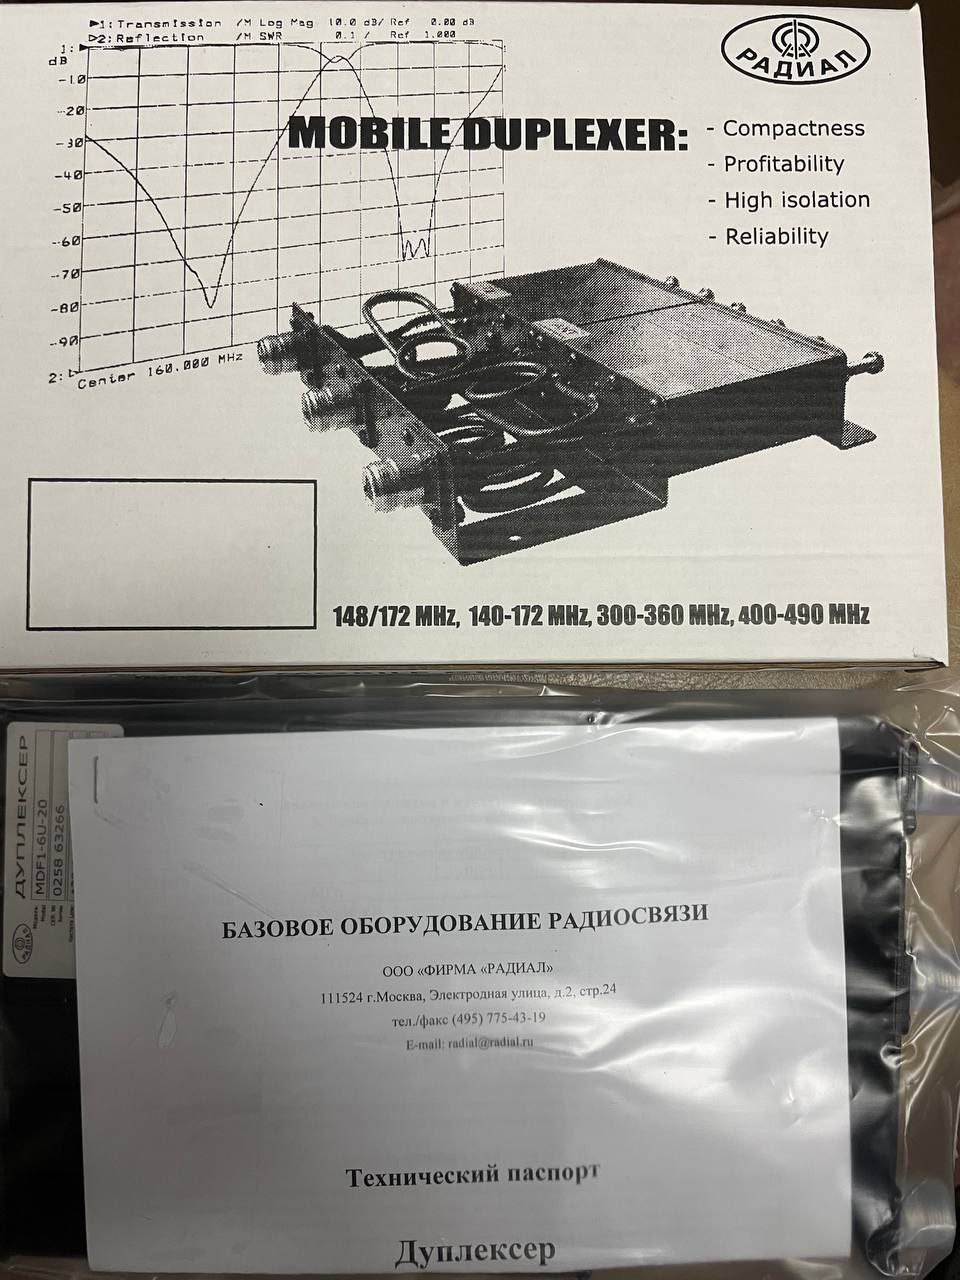 1: Transmission /M Log Mag 10.0 dB/ Ref 0.00 dB
2: Reflection /M SWR 0.1 / Ref 1.000
1:
dB
-10
-20
-30
-40
-50
-60
-70
-80
-90
2:
Center 160.000 MHz
РАДИАЛ
MOBILE DUPLEXER:
- Compactness
- Profitability
- High isolation
- Reliability
148/172 MHz, 140-172 MHz, 300-360 MHz, 400-490 MHz
ДУПЛЕКСЕР
MDF1-6U-20
0258 63266
РАДИАЛ
БАЗОВОЕ ОБОРУДОВАНИЕ РАДИОСВЯЗИ
ООО «ФИРМА «РАДИАЛ»
111524 г.Москва, Электродная улица, д.2, стр.24
тел./факс (495) 775-43-19
E-mail: radial@radial.ru
Технический паспорт
Дуплексер